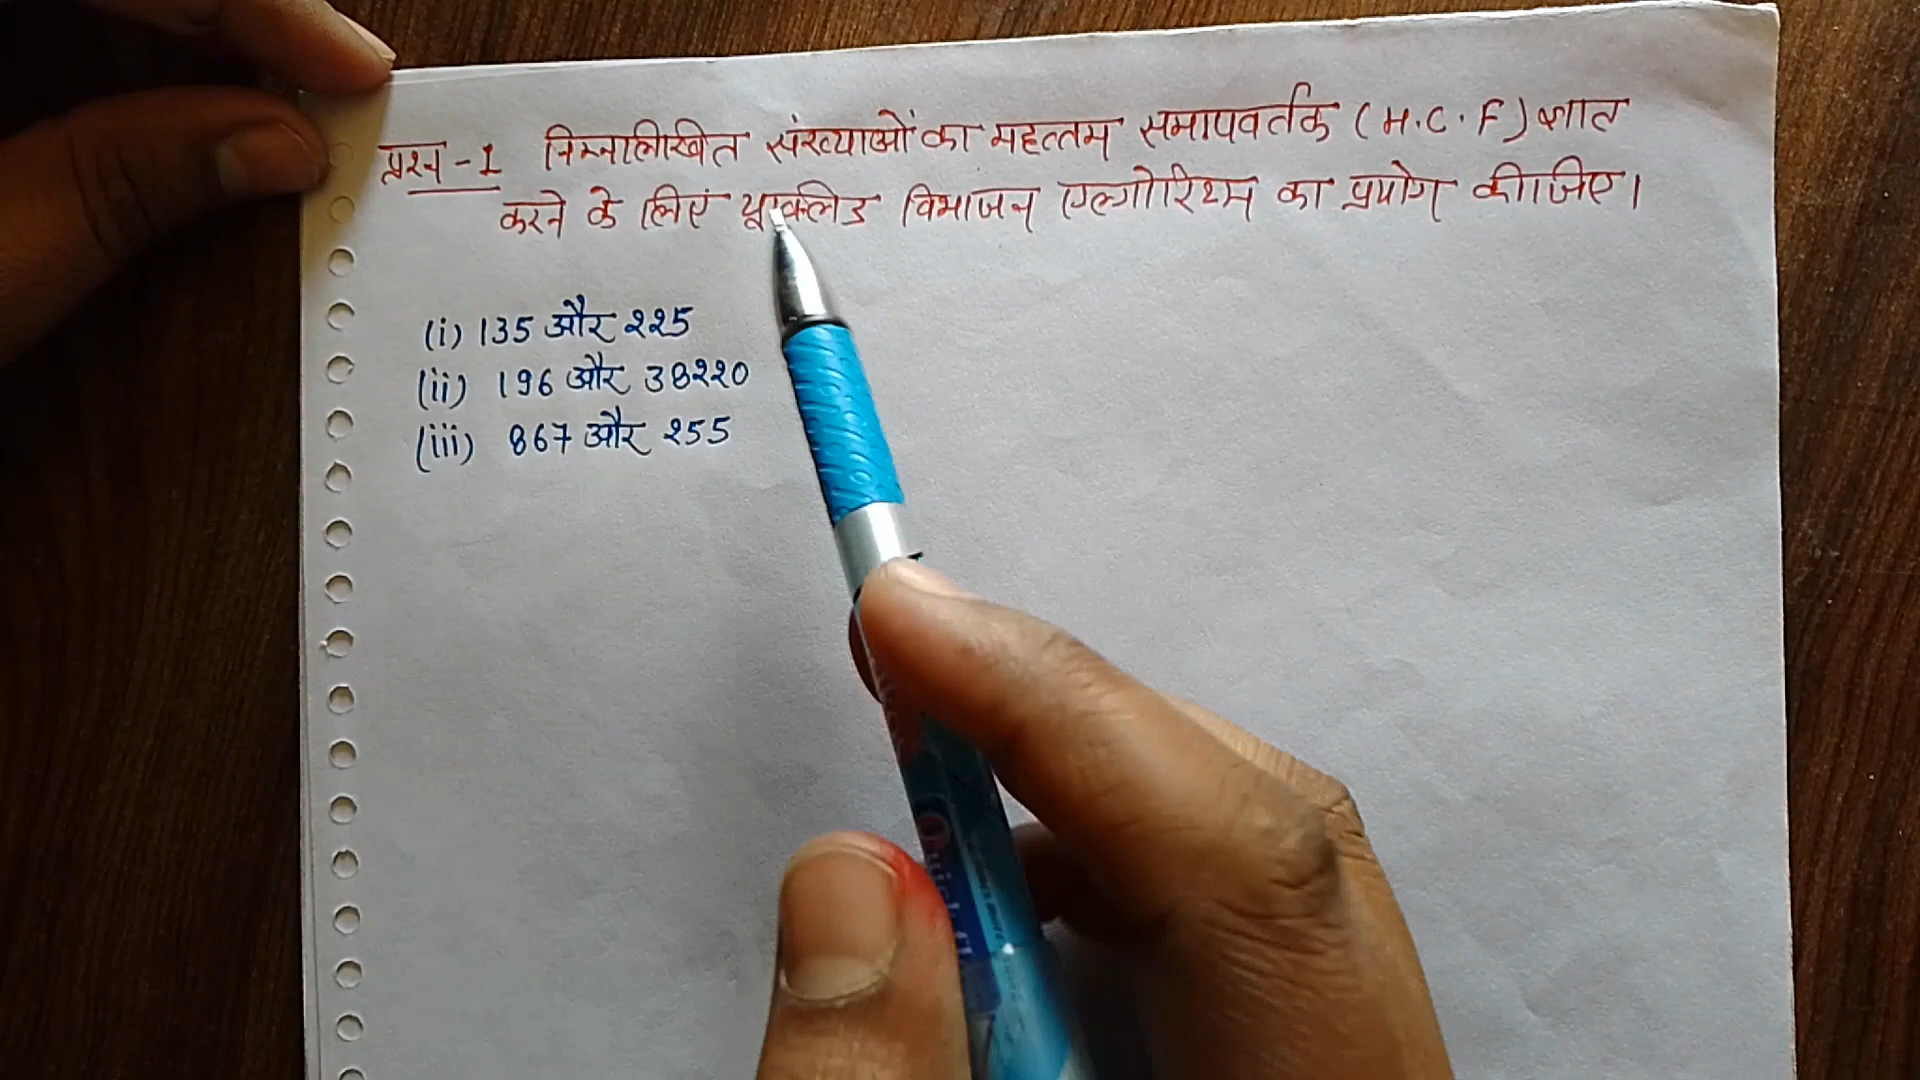 प्रश्न -1 निम्नलिखित संख्याओं का महत्तम समापवर्तक (H.C.F) ज्ञात
करने के लिएं यूक्लिड विभाजन एल्गोरिथ्म का प्रयोग कीजिए।
(i) 135 और 225
(ii) 196 और 38220
(iii) 867 और 255